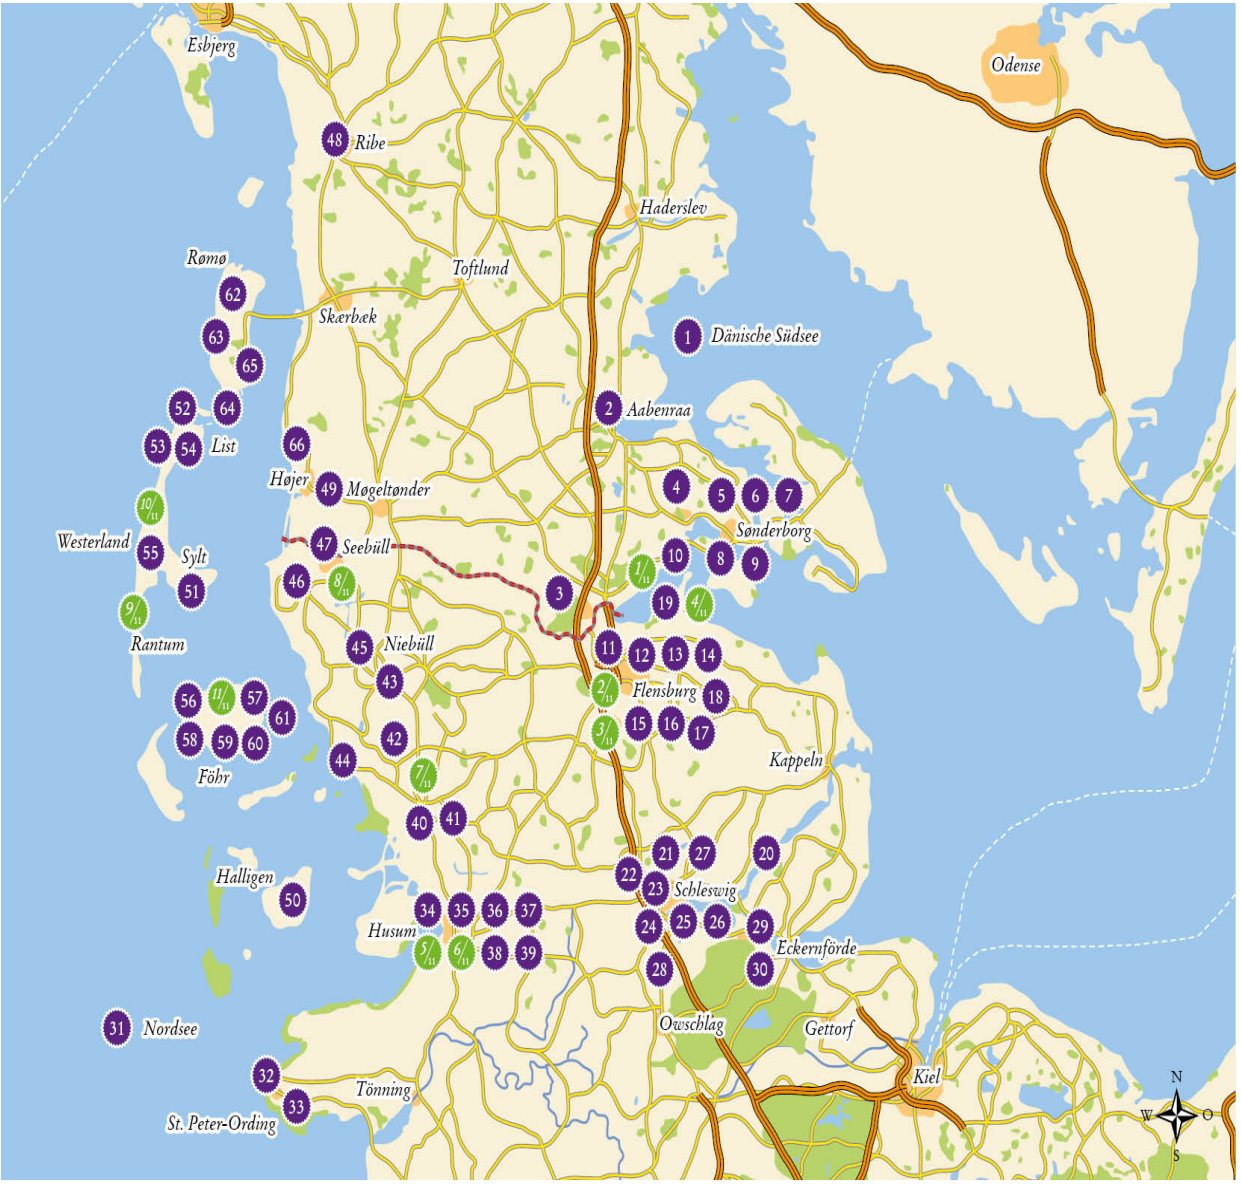 Esbjerg
Odense
48 Ribe
Haderslev
Rømø
Toftlund
62
Skærbæk
63
1 Dänische Südsee
65
52 64
2 Aabenraa
53 54 List
66
Højer 49 Møgeltønder
4 5 6 7
10/11
Sønderborg
Westerland 47 Seebüll
55 Sylt
10 8 9
46 8/11 1/11
51 3
9/11 19 4/11
Rantum
45 Niebüll
11 12 13 14
43
56 11/11 57
2/11 Flensburg 18
61
58 59 60
42 3/11 15 16 17
Föhr
44 Kappeln
7/11
40 41
21 27 20
22
Halligen 23 Schleswig
50
34 35 36 37
24 25 26 29
Husum
5/11 6/11 38 39
Eckernförde
28 30
31 Nordsee
Owschlag Gettorf
32
Tönning Kiel
33
St. Peter-Ording
N
W O
S